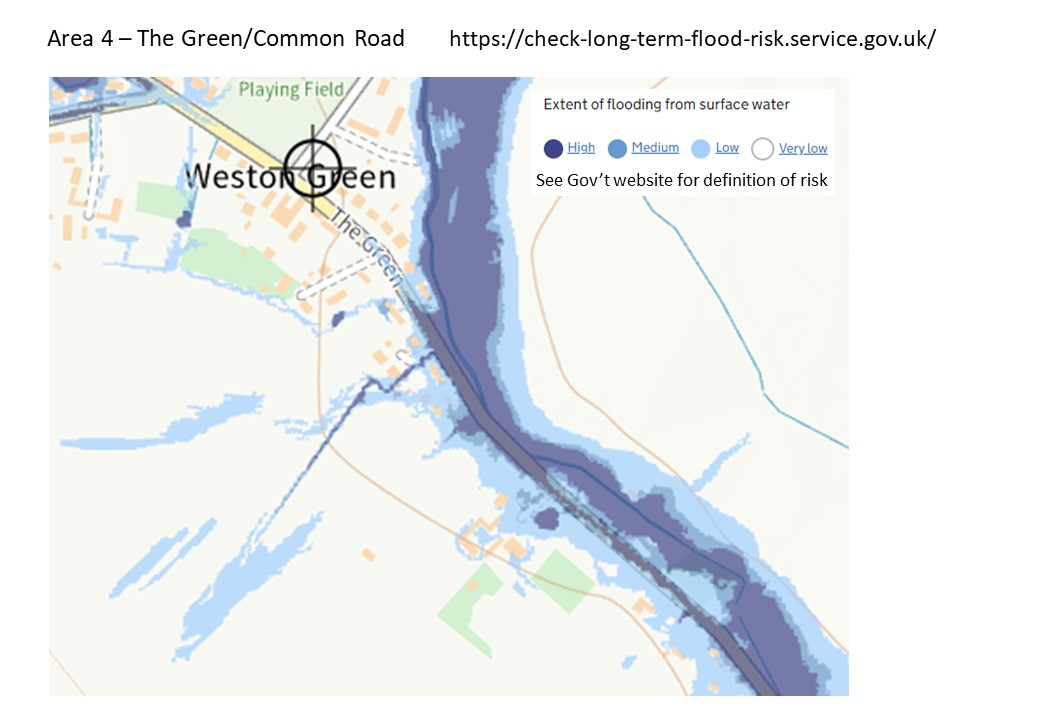 Area 4 – The Green/Common Road https://check-long-term-flood-risk.service.gov.uk/
Playing Field
Extent of flooding from surface water
High Medium Low Very low
See Gov’t website for definition of risk
Weston Green
The Green